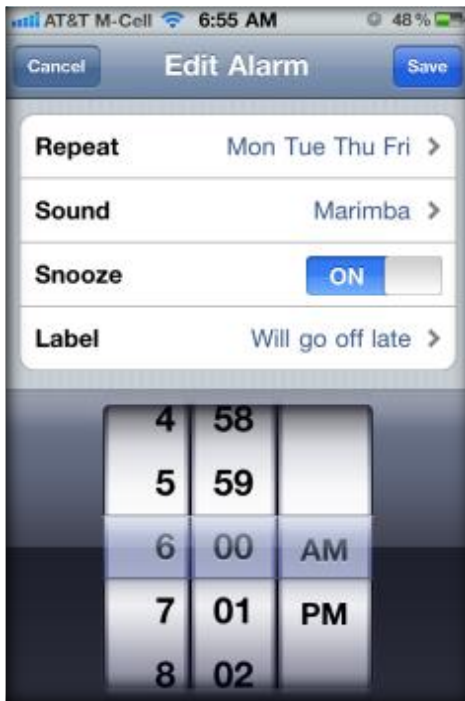 AT&T M-Cell 6:55 AM 48%
Cancel Edit Alarm Save
Repeat Mon Tue Thu Fri >
Sound Marimba >
Snooze ON
Label Will go off late >
4 58
5 59
6 00 AM
7 01 PM
8 02